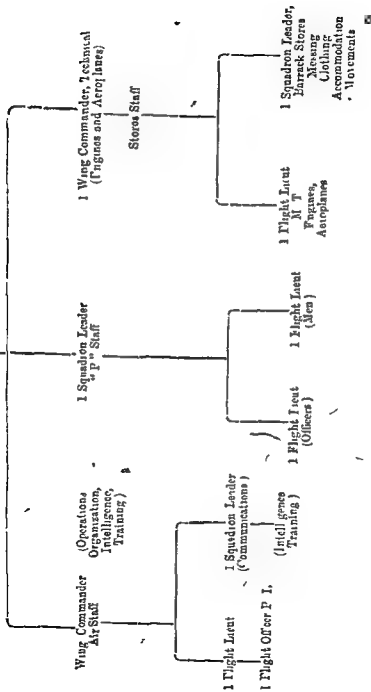 Wing Commander
Air Staff
(Operations
Organization,
Intelligence,
Training)
1 Squadron Leader
"P" Staff
1 Wing Commander, Technical
(Engines and Aeroplanes)
Stores Staff
1 Flight Lieut
1 Flight Officer P I.
1 Squadron Leader
(Communications)
(Intelligence
Training)
1 Flight Lieut
(Officers)
1 Flight Lieut
(Men)
1 Flight Lieut
M T
Engines,
Aeroplanes
1 Squadron Leader,
Barrack Stores
Messing
Clothing
Accommodation
Movements